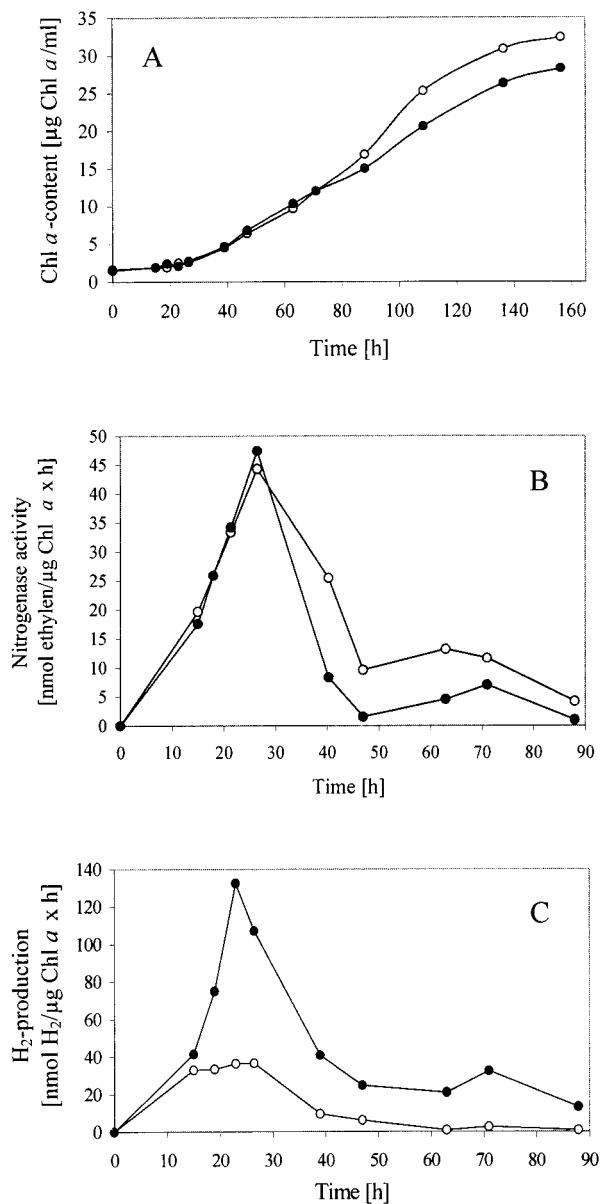 A
Chl a-content [µg Chl a/ml]
35
30
25
20
15
10
5
0
0 20 40 60 80 100 120 140 160
Time [h]
B
Nitrogenase activity
[nmol ethylen/µg Chl a x h]
50
45
40
35
30
25
20
15
10
5
0
0 10 20 30 40 50 60 70 80 90
Time [h]
C
H₂-production
[nmol H₂/µg Chl a x h]
140
120
100
80
60
40
20
0
0 10 20 30 40 50 60 70 80 90
Time [h]